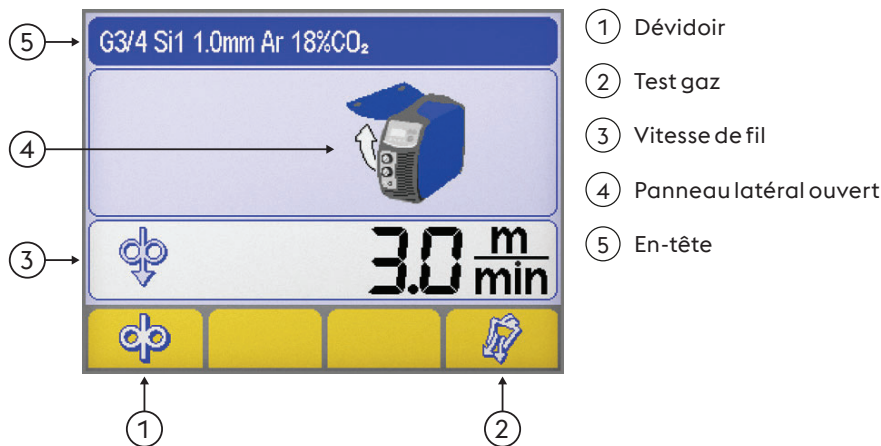 5
G3/4 Si1 1.0mm Ar 18%CO₂
4
3
3.0 m/min
1
2
1 Dévidoir
2 Test gaz
3 Vitesse de fil
4 Panneau latéral ouvert
5 En-tête